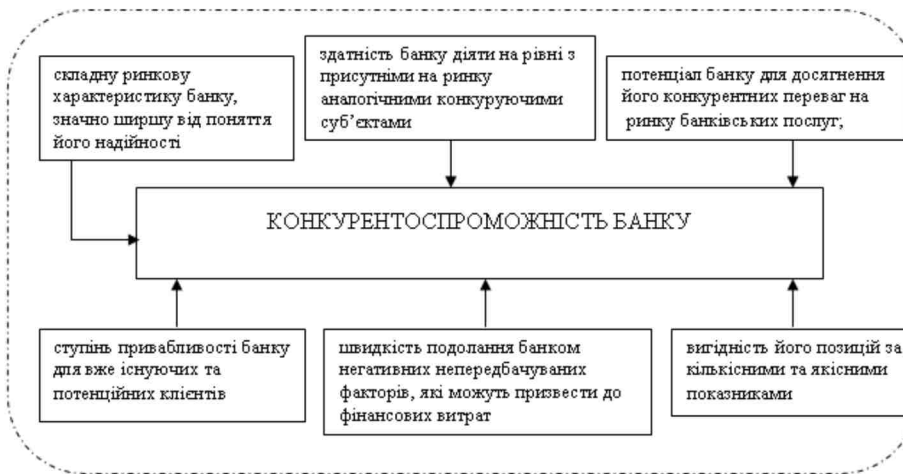 складну ринкову
характеристику банку,
значно ширшу від поняття
його надійності
здатність банку діяти на рівні з
присутніми на ринку
аналогічними конкуруючими
суб’єктами
потенціал банку для досягнення
його конкурентних переваг на
ринку банківських послуг;
КОНКУРЕНТОСПРОМОЖНІСТЬ БАНКУ
ступінь привабливості банку
для вже існуючих та
потенційних клієнтів
швидкість подолання банком
негативних непередбачуваних
факторів, які можуть призвести до
фінансових витрат
вигідність його позицій за
кількісними та якісними
показниками